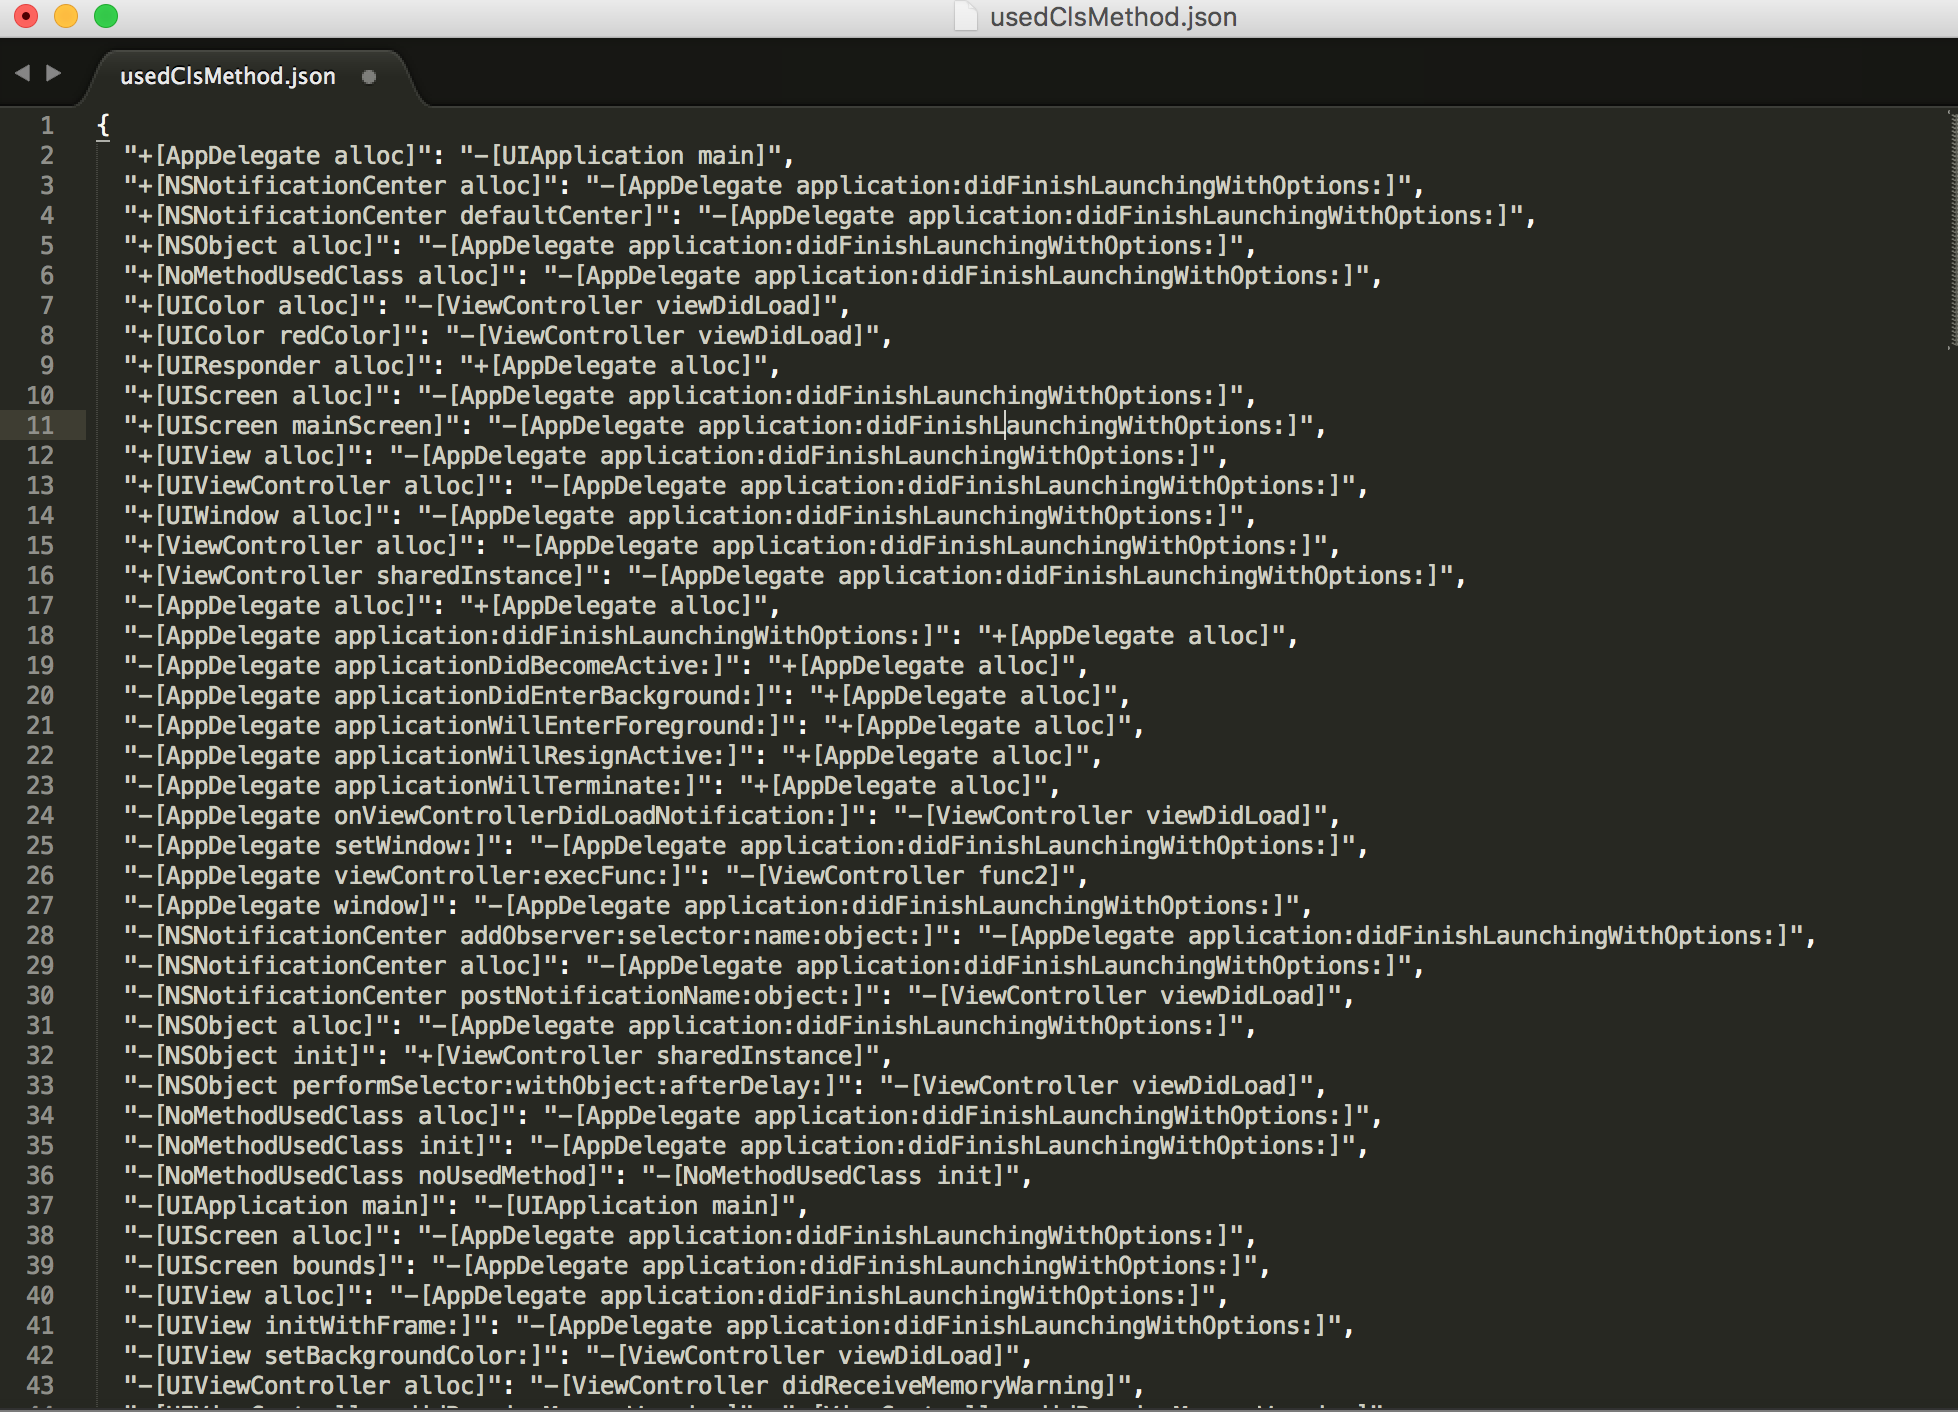 usedClsMethod.json
usedClsMethod.json
1 {
2 "+[AppDelegate alloc]": "-[UIApplication main]",
3 "+[NSNotificationCenter alloc]": "-[AppDelegate application:didFinishLaunchingWithOptions:]",
4 "+[NSNotificationCenter defaultCenter]": "-[AppDelegate application:didFinishLaunchingWithOptions:]",
5 "+[NSObject alloc]": "-[AppDelegate application:didFinishLaunchingWithOptions:]",
6 "+[NoMethodUsedClass alloc]": "-[AppDelegate application:didFinishLaunchingWithOptions:]",
7 "+[UIColor alloc]": "-[ViewController viewDidLoad]",
8 "+[UIColor redColor]": "-[ViewController viewDidLoad]",
9 "+[UIResponder alloc]": "+[AppDelegate alloc]",
10 "+[UIScreen alloc]": "-[AppDelegate application:didFinishLaunchingWithOptions:]",
11 "+[UIScreen mainScreen]": "-[AppDelegate application:didFinishLaunchingWithOptions:]",
12 "+[UIView alloc]": "-[AppDelegate application:didFinishLaunchingWithOptions:]",
13 "+[UIViewController alloc]": "-[AppDelegate application:didFinishLaunchingWithOptions:]",
14 "+[UIWindow alloc]": "-[AppDelegate application:didFinishLaunchingWithOptions:]",
15 "+[ViewController alloc]": "-[AppDelegate application:didFinishLaunchingWithOptions:]",
16 "+[ViewController sharedInstance]": "-[AppDelegate application:didFinishLaunchingWithOptions:]",
17 "-[AppDelegate alloc]": "+[AppDelegate alloc]",
18 "-[AppDelegate application:didFinishLaunchingWithOptions:]": "+[AppDelegate alloc]",
19 "-[AppDelegate applicationDidBecomeActive:]": "+[AppDelegate alloc]",
20 "-[AppDelegate applicationDidEnterBackground:]": "+[AppDelegate alloc]",
21 "-[AppDelegate applicationWillEnterForeground:]": "+[AppDelegate alloc]",
22 "-[AppDelegate applicationWillResignActive:]": "+[AppDelegate alloc]",
23 "-[AppDelegate applicationWillTerminate:]": "+[AppDelegate alloc]",
24 "-[AppDelegate onViewControllerDidLoadNotification:]": "-[ViewController viewDidLoad]",
25 "-[AppDelegate setWindow:]": "-[AppDelegate application:didFinishLaunchingWithOptions:]",
26 "-[AppDelegate viewController:execFunc:]": "-[ViewController func2]",
27 "-[AppDelegate window]": "-[AppDelegate application:didFinishLaunchingWithOptions:]",
28 "-[NSNotificationCenter addObserver:selector:name:object:]": "-[AppDelegate application:didFinishLaunchingWithOptions:]",
29 "-[NSNotificationCenter alloc]": "-[AppDelegate application:didFinishLaunchingWithOptions:]",
30 "-[NSNotificationCenter postNotificationName:object:]": "-[ViewController viewDidLoad]",
31 "-[NSObject alloc]": "-[AppDelegate application:didFinishLaunchingWithOptions:]",
32 "-[NSObject init]": "+[ViewController sharedInstance]",
33 "-[NSObject performSelector:withObject:afterDelay:]": "-[ViewController viewDidLoad]",
34 "-[NoMethodUsedClass alloc]": "-[AppDelegate application:didFinishLaunchingWithOptions:]",
35 "-[NoMethodUsedClass init]": "-[AppDelegate application:didFinishLaunchingWithOptions:]",
36 "-[NoMethodUsedClass noUsedMethod]": "-[NoMethodUsedClass init]",
37 "-[UIApplication main]": "-[UIApplication main]",
38 "-[UIScreen alloc]": "-[AppDelegate application:didFinishLaunchingWithOptions:]",
39 "-[UIScreen bounds]": "-[AppDelegate application:didFinishLaunchingWithOptions:]",
40 "-[UIView alloc]": "-[AppDelegate application:didFinishLaunchingWithOptions:]",
41 "-[UIView initWithFrame:]": "-[AppDelegate application:didFinishLaunchingWithOptions:]",
42 "-[UIView setBackgroundColor:]": "-[ViewController viewDidLoad]",
43 "-[UIViewController alloc]": "-[ViewController didReceiveMemoryWarning]",